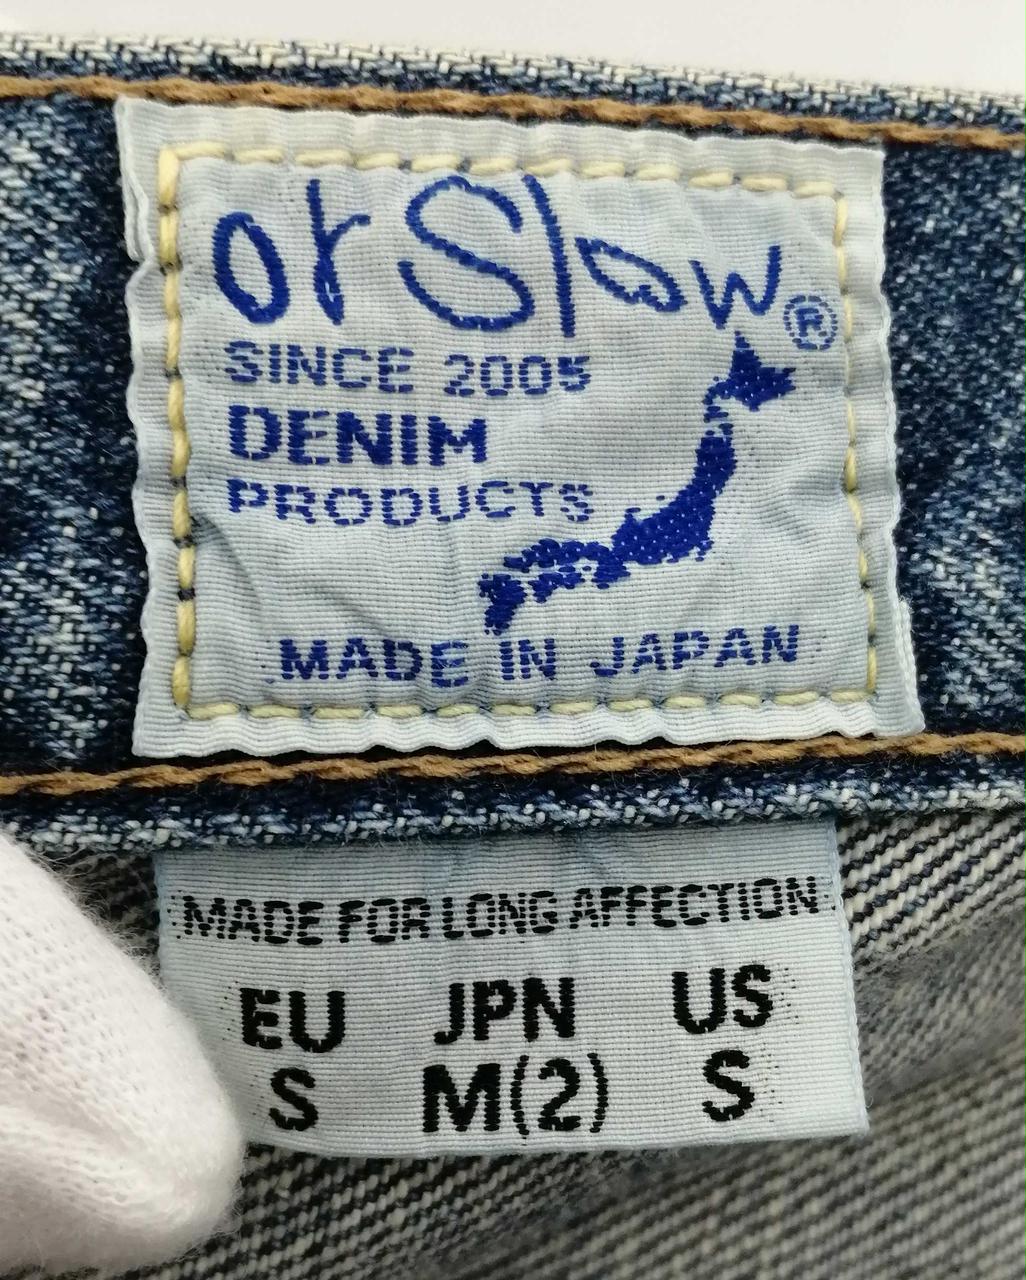 orSlow®
SINCE 2005
DENIM
PRODUCTS
MADE IN JAPAN
MADE FOR LONG AFFECTION
EU JPN US
S M(2) S